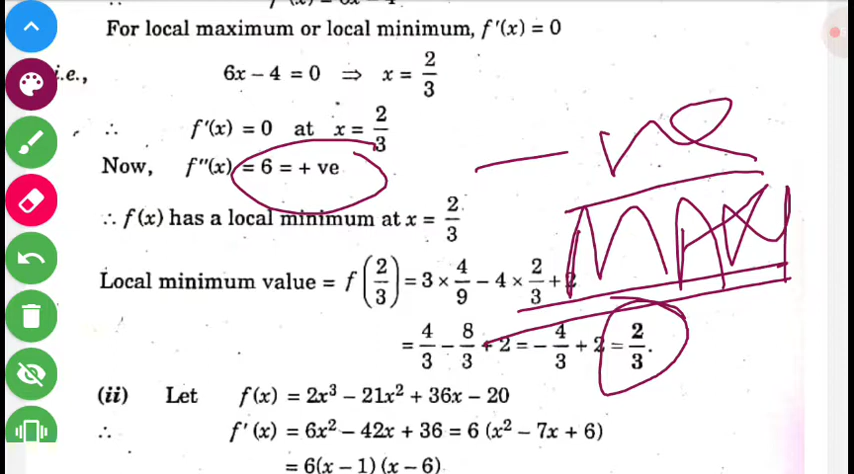 For local maximum or local minimum, f'(x) = 0
i.e., 6x – 4 = 0 ⇒ x = 2/3
∴ f'(x) = 0 at x = 2/3
Now, f''(x) = 6 = + ve
— ve
∴ f(x) has a local minimum at x = 2/3
MAX
Local minimum value = f(2/3) = 3 × 4/9 – 4 × 2/3 + 2
= 4/3 – 8/3 + 2 = – 4/3 + 2 = 2/3.
(ii) Let f(x) = 2x³ – 21x² + 36x – 20
∴ f'(x) = 6x² – 42x + 36 = 6 (x² – 7x + 6)
= 6(x – 1) (x – 6)